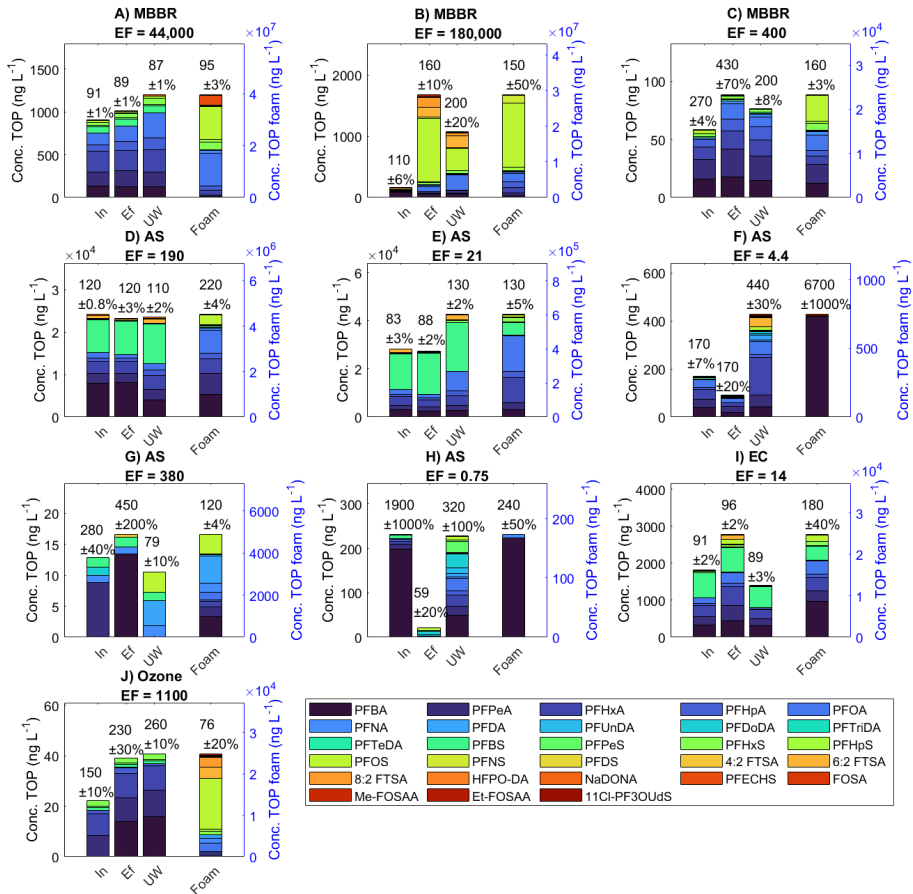 A) MBBR
EF = 44,000
×10⁷
Conc. TOP (ng L⁻¹)
1500
1000
500
0
91
±1%
89
±1%
87
±1%
95
±3%
6
4
2
0
Conc. TOP foam (ng L⁻¹)
In
Ef
UW
Foam
B) MBBR
EF = 180,000
×10⁷
Conc. TOP (ng L⁻¹)
2000
1000
0
110
±6%
160
±10%
200
±20%
150
±50%
4
3
2
1
0
Conc. TOP foam (ng L⁻¹)
In
Ef
UW
Foam
C) MBBR
EF = 400
×10⁴
Conc. TOP (ng L⁻¹)
100
50
0
270
±4%
430
±70%
200
±8%
160
±3%
3
2
1
0
Conc. TOP foam (ng L⁻¹)
In
Ef
UW
Foam
D) AS
EF = 190
×10⁴
×10⁶
Conc. TOP (ng L⁻¹)
3
2
1
0
120
±0.8%
120
±3%
110
±2%
220
±4%
6
4
2
0
Conc. TOP foam (ng L⁻¹)
In
Ef
UW
Foam
E) AS
EF = 21
×10⁴
×10⁵
Conc. TOP (ng L⁻¹)
6
4
2
0
83
±3%
88
±2%
130
±2%
130
±5%
8
6
4
2
0
Conc. TOP foam (ng L⁻¹)
In
Ef
UW
Foam
F) AS
EF = 4.4
Conc. TOP (ng L⁻¹)
600
400
200
0
170
±7%
170
±20%
440
±30%
6700
±1000%
1000
500
0
Conc. TOP foam (ng L⁻¹)
In
Ef
UW
Foam
G) AS
EF = 380
Conc. TOP (ng L⁻¹)
20
15
10
5
0
280
±40%
450
±200%
79
±10%
120
±4%
6000
4000
2000
0
Conc. TOP foam (ng L⁻¹)
In
Ef
UW
Foam
H) AS
EF = 0.75
Conc. TOP (ng L⁻¹)
300
200
100
0
1900
±1000%
59
±20%
320
±100%
240
±50%
200
100
0
Conc. TOP foam (ng L⁻¹)
In
Ef
UW
Foam
I) EC
EF = 14
×10⁴
Conc. TOP (ng L⁻¹)
4000
3000
2000
1000
0
91
±2%
96
±2%
89
±3%
180
±40%
3
2
1
0
Conc. TOP foam (ng L⁻¹)
In
Ef
UW
Foam
J) Ozone
EF = 1100
×10⁴
Conc. TOP (ng L⁻¹)
60
40
20
0
150
±10%
230
±30%
260
±10%
76
±20%
3
2
1
0
Conc. TOP foam (ng L⁻¹)
In
Ef
UW
Foam
PFBA PFPeA PFHxA PFHpA PFOA
PFNA PFDA PFUnDA PFDoDA PFTriDA
PFTeDA PFBS PFPeS PFHxS PFHpS
PFOS PFNS PFDS 4:2 FTSA 6:2 FTSA
8:2 FTSA HFPO-DA NaDONA PFECHS FOSA
Me-FOSAA Et-FOSAA 11Cl-PF3OUdS